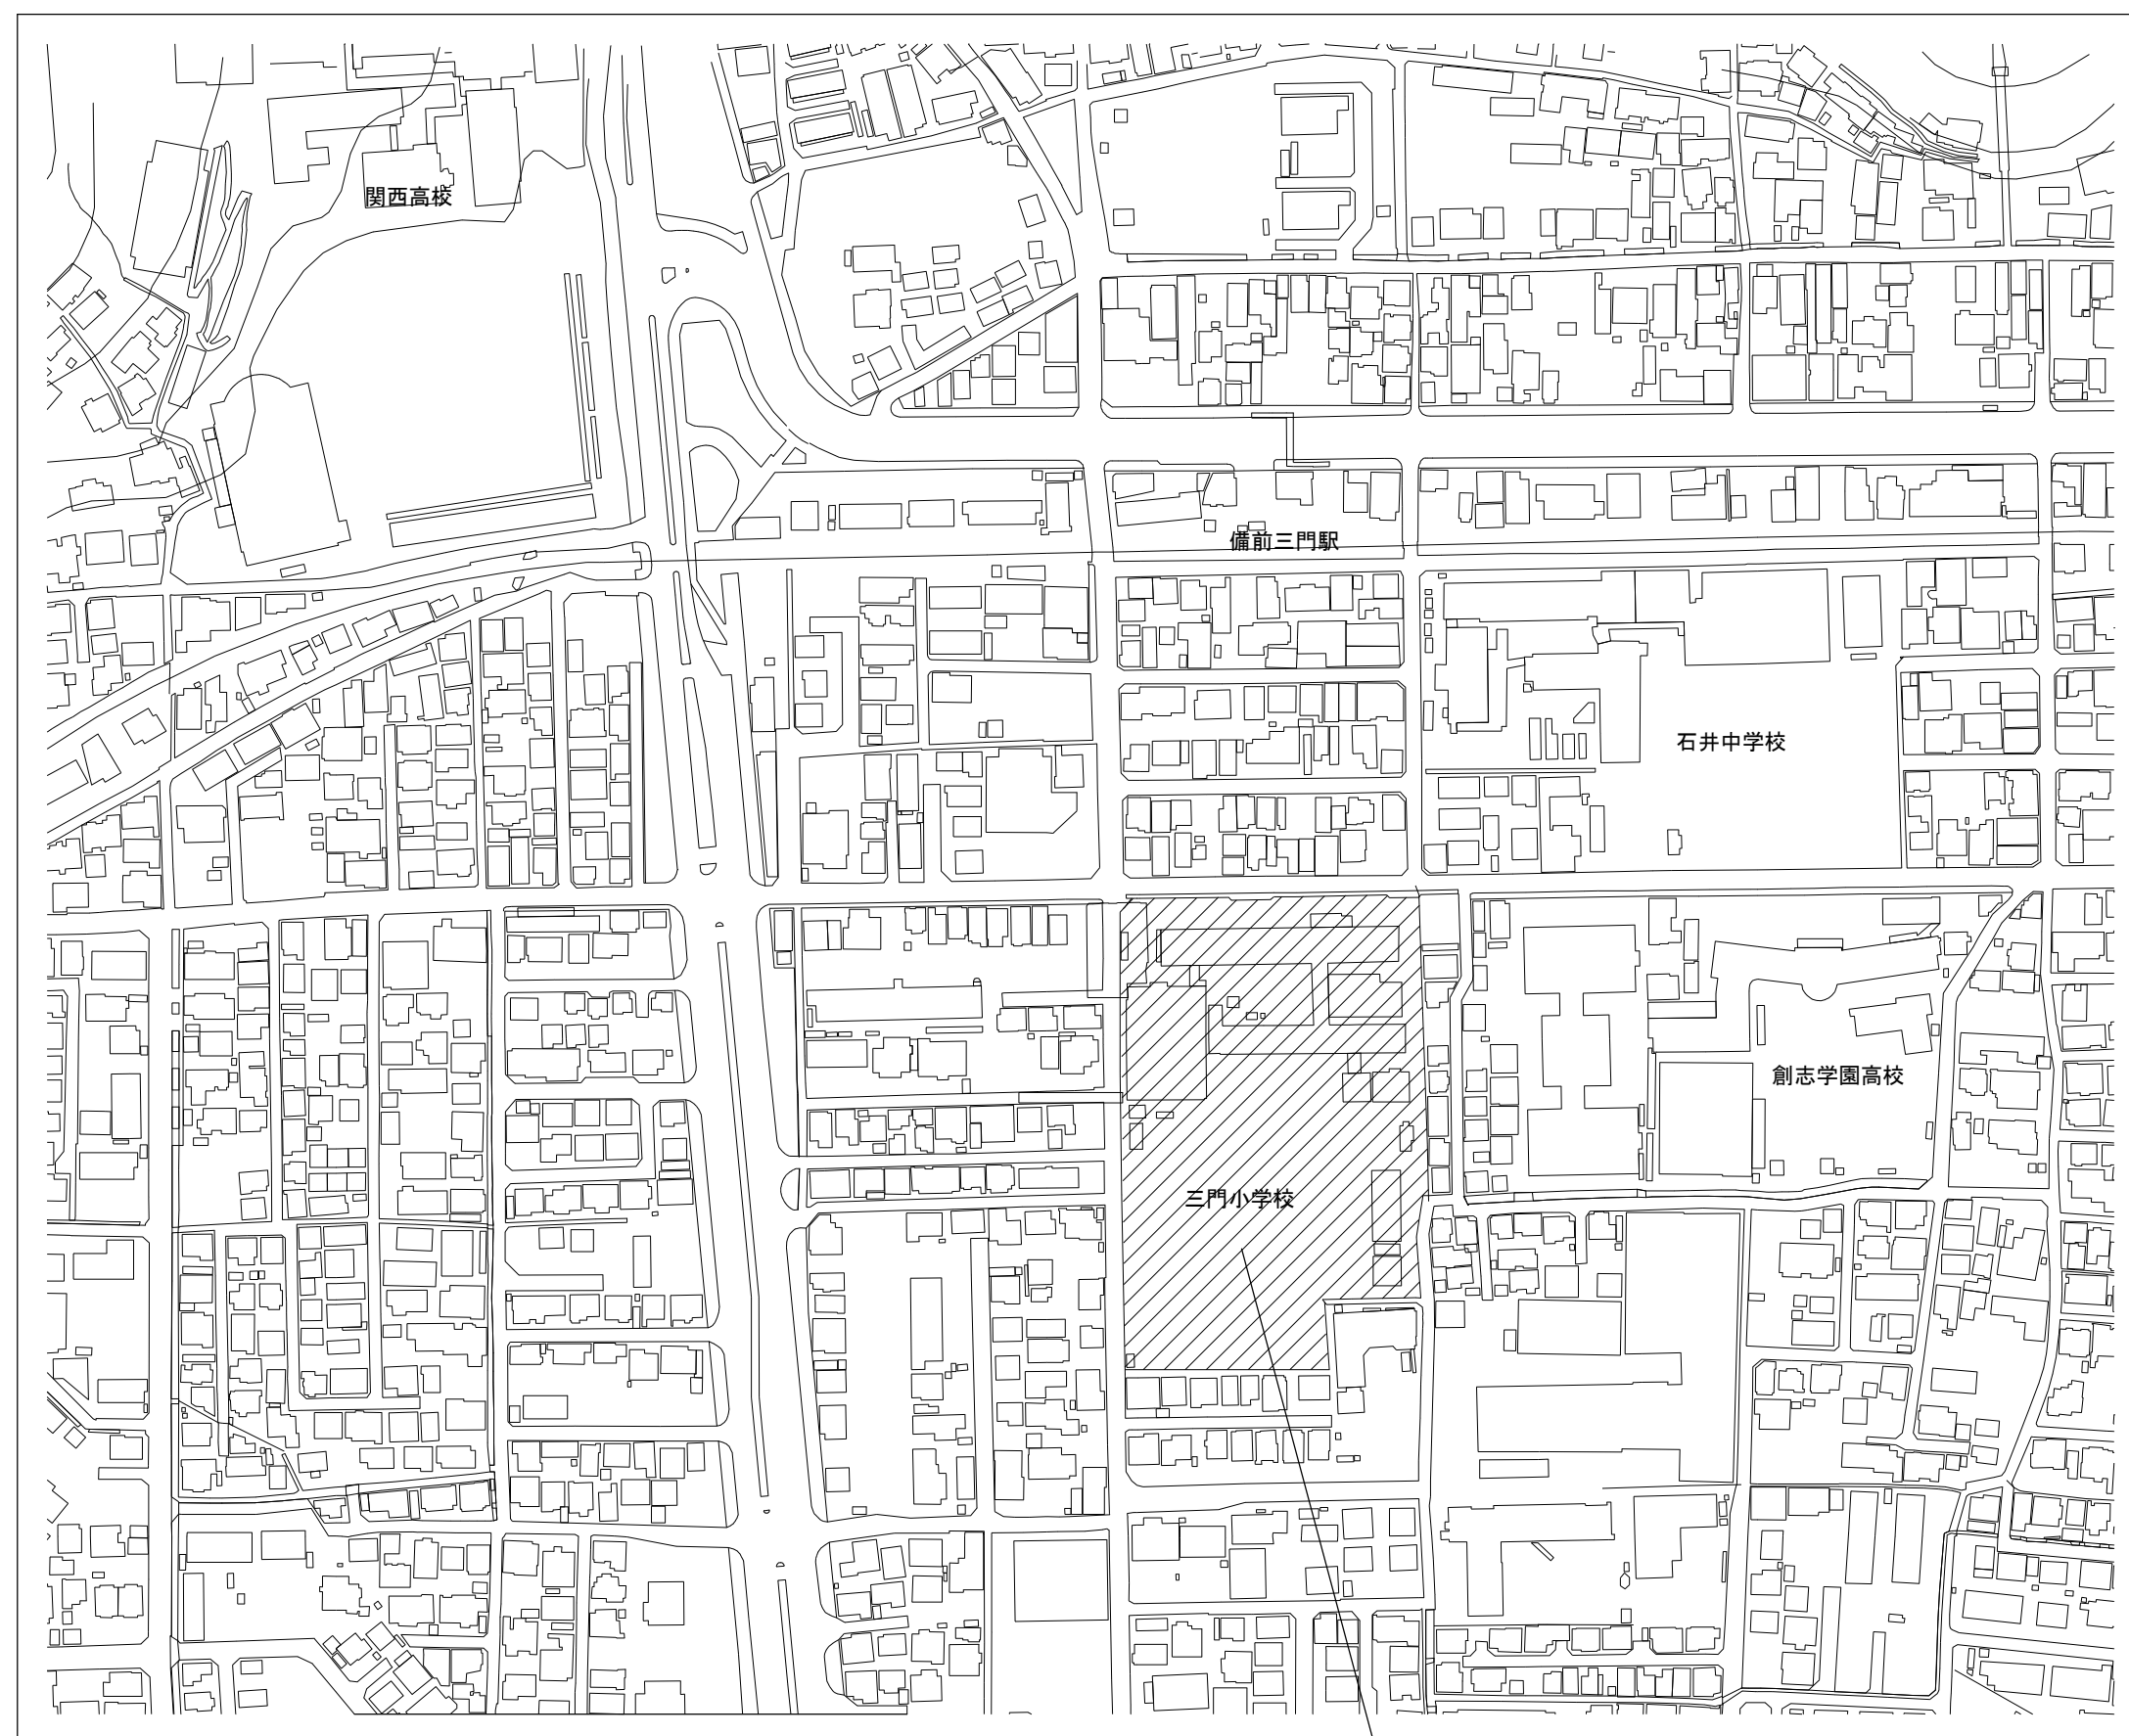 関西高校
備前三門駅
石井中学校
創志学園高校
三門小学校